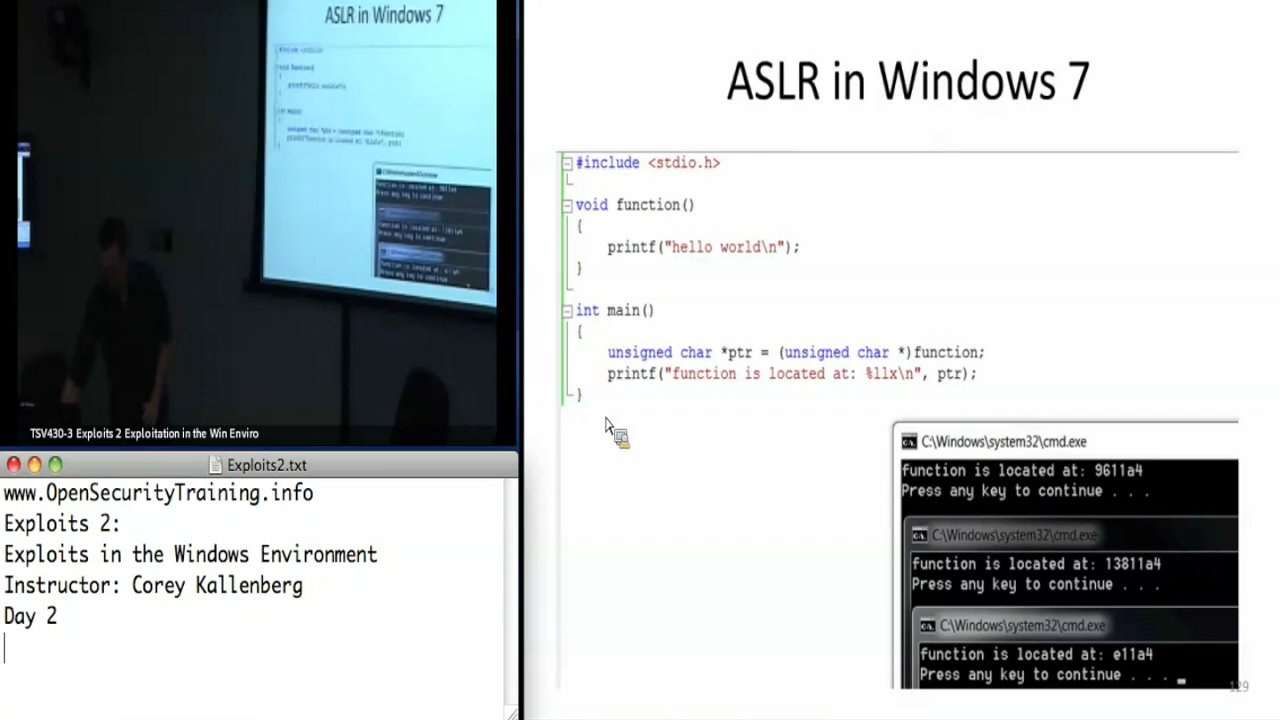 ASLR in Windows 7
TSV430-3 Exploits 2 Exploitation in the Win Enviro
Exploits2.txt
www.OpenSecurityTraining.info
Exploits 2:
Exploits in the Windows Environment
Instructor: Corey Kallenberg
Day 2
ASLR in Windows 7
#include <stdio.h>
void function()
{
printf("hello world\n");
}
int main()
{
unsigned char *ptr = (unsigned char *)function;
printf("function is located at: %llx\n", ptr);
}
C:\Windows\system32\cmd.exe
function is located at: 9611a4
Press any key to continue . . .
C:\Windows\system32\cmd.exe
function is located at: 13811a4
Press any key to continue . . .
C:\Windows\system32\cmd.exe
function is located at: e11a4
Press any key to continue . . . _
129